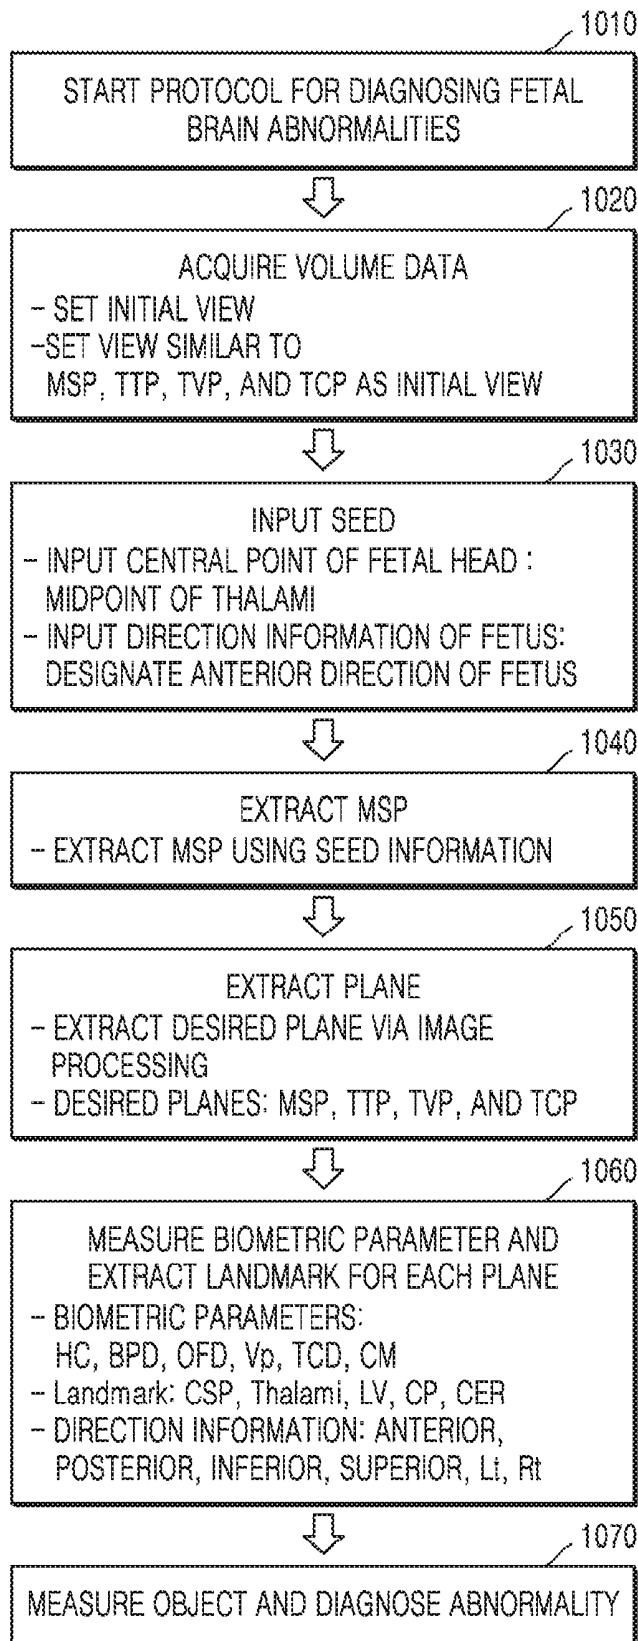 1010
START PROTOCOL FOR DIAGNOSING FETAL
BRAIN ABNORMALITIES
1020
ACQUIRE VOLUME DATA
- SET INITIAL VIEW
-SET VIEW SIMILAR TO
MSP, TTP, TVP, AND TCP AS INITIAL VIEW
1030
INPUT SEED
- INPUT CENTRAL POINT OF FETAL HEAD :
MIDPOINT OF THALAMI
- INPUT DIRECTION INFORMATION OF FETUS:
DESIGNATE ANTERIOR DIRECTION OF FETUS
1040
EXTRACT MSP
- EXTRACT MSP USING SEED INFORMATION
1050
EXTRACT PLANE
- EXTRACT DESIRED PLANE VIA IMAGE
PROCESSING
- DESIRED PLANES: MSP, TTP, TVP, AND TCP
1060
MEASURE BIOMETRIC PARAMETER AND
EXTRACT LANDMARK FOR EACH PLANE
- BIOMETRIC PARAMETERS:
HC, BPD, OFD, Vp, TCD, CM
- Landmark: CSP, Thalami, LV, CP, CER
- DIRECTION INFORMATION: ANTERIOR,
POSTERIOR, INFERIOR, SUPERIOR, Lt, Rt
1070
MEASURE OBJECT AND DIAGNOSE ABNORMALITY